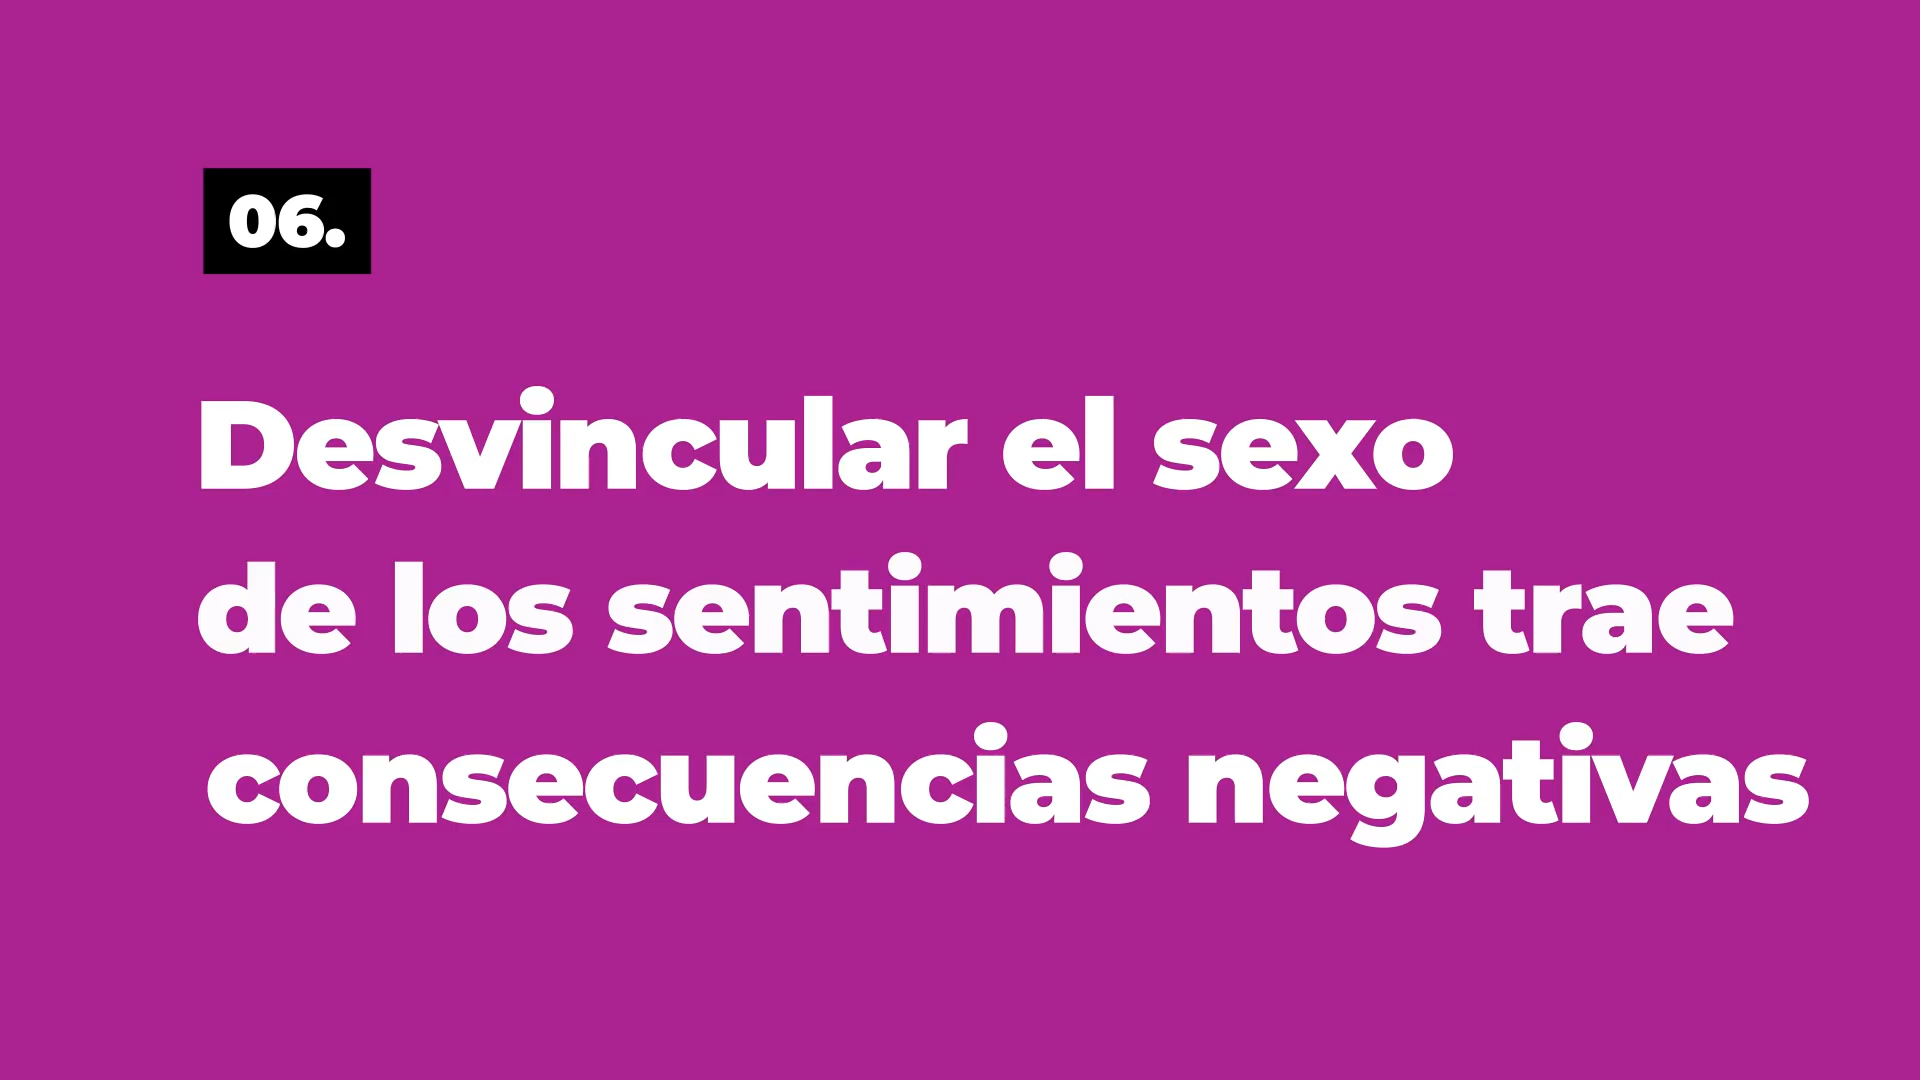 06.
Desvincular el sexo
de los sentimientos trae
consecuencias negativas